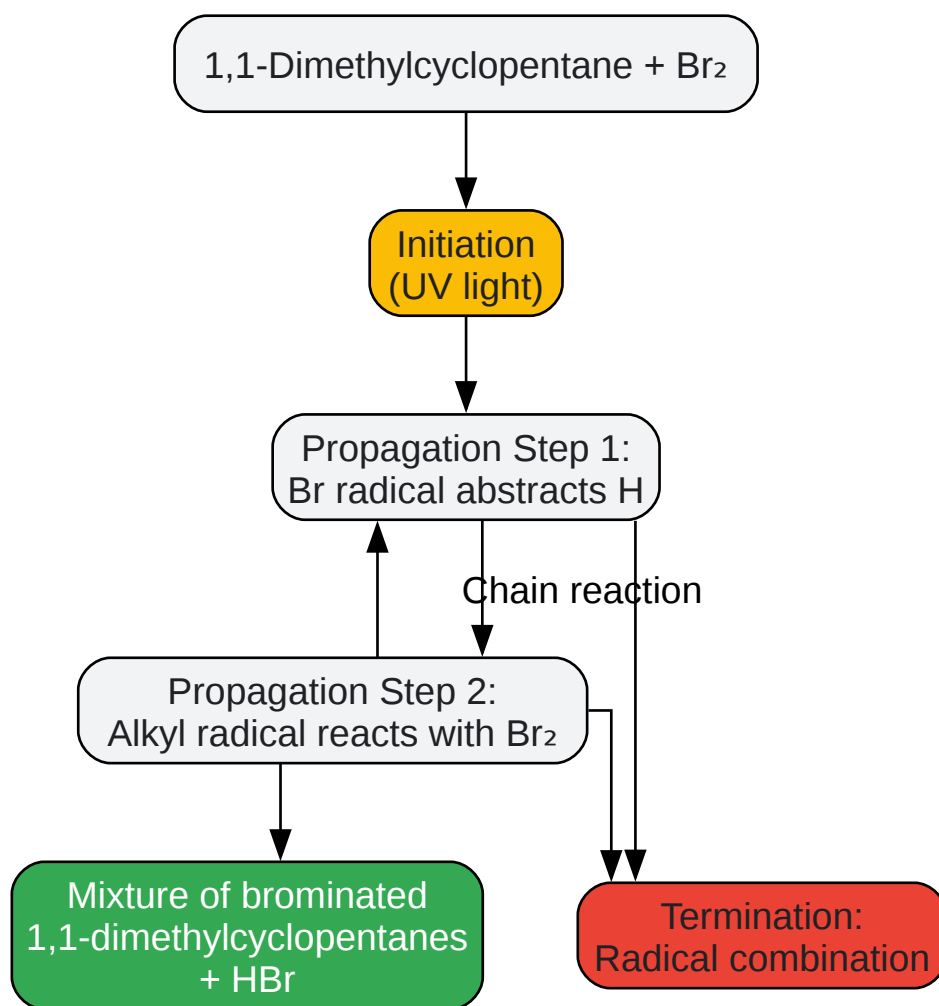 1,1-Dimethylcyclopentane + Br₂
Initiation
(UV light)
Propagation Step 1:
Br radical abstracts H
Chain reaction
Propagation Step 2:
Alkyl radical reacts with Br₂
Mixture of brominated
1,1-dimethylcyclopentanes
+ HBr
Termination:
Radical combination